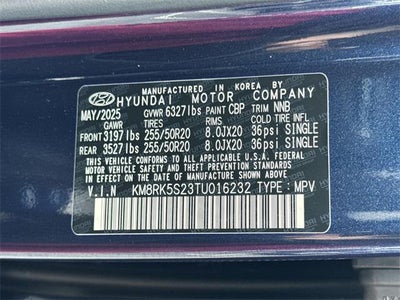 MANUFACTURED IN KOREA BY
HYUNDAI MOTOR COMPANY
MAY/2025 GVWR 6327lbs PAINT CBP TRIM NNB
GAWR TIRES RIMS COLD TIRE INFL
FRONT 3197lbs 255/50R20 8.0JX20 36psi SINGLE
REAR 3527lbs 255/50R20 8.0JX20 36psi SINGLE
THIS VEHICLE CONFORMS TO ALL APPLICABLE U.S. FEDERAL
MOTOR VEHICLE SAFETY STANDARDS IN EFFECT
ON THE DATE OF MANUFACTURE SHOWN ABOVE.
V.I.N KM8RK5S23TU016232 TYPE : MPV